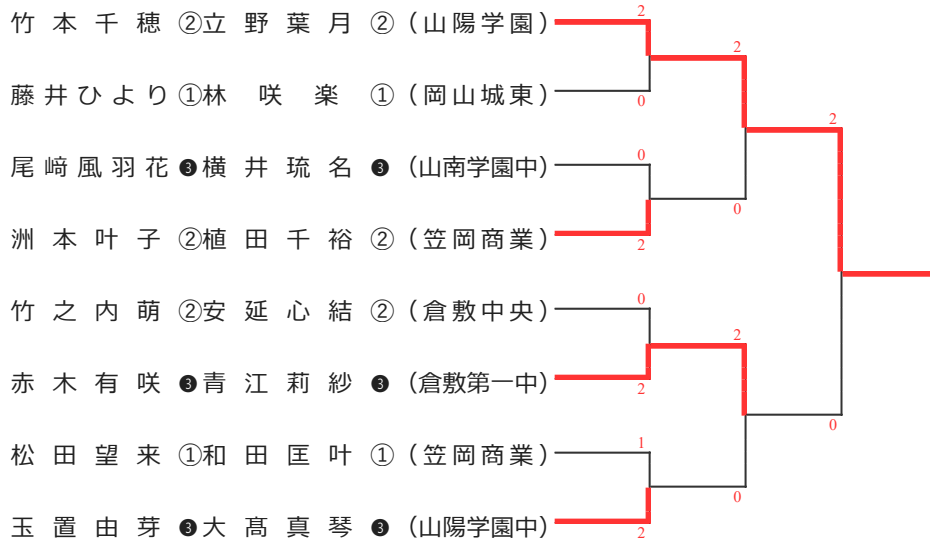 竹本千穂 ②立野葉月 ② (山陽学園)
2
2
藤井ひより ①林咲楽 ① (岡山城東)
0
2
尾﨑風羽花 ❸横井琉名 ❸ (山南学園中)
0
0
洲本叶子 ②植田千裕 ② (笠岡商業)
2
竹之内萌 ②安延心結 ② (倉敷中央)
0
2
赤木有咲 ❸青江莉紗 ❸ (倉敷第一中)
2
0
松田望来 ①和田匡叶 ① (笠岡商業)
1
0
玉置由芽 ❸大髙真琴 ❸ (山陽学園中)
2